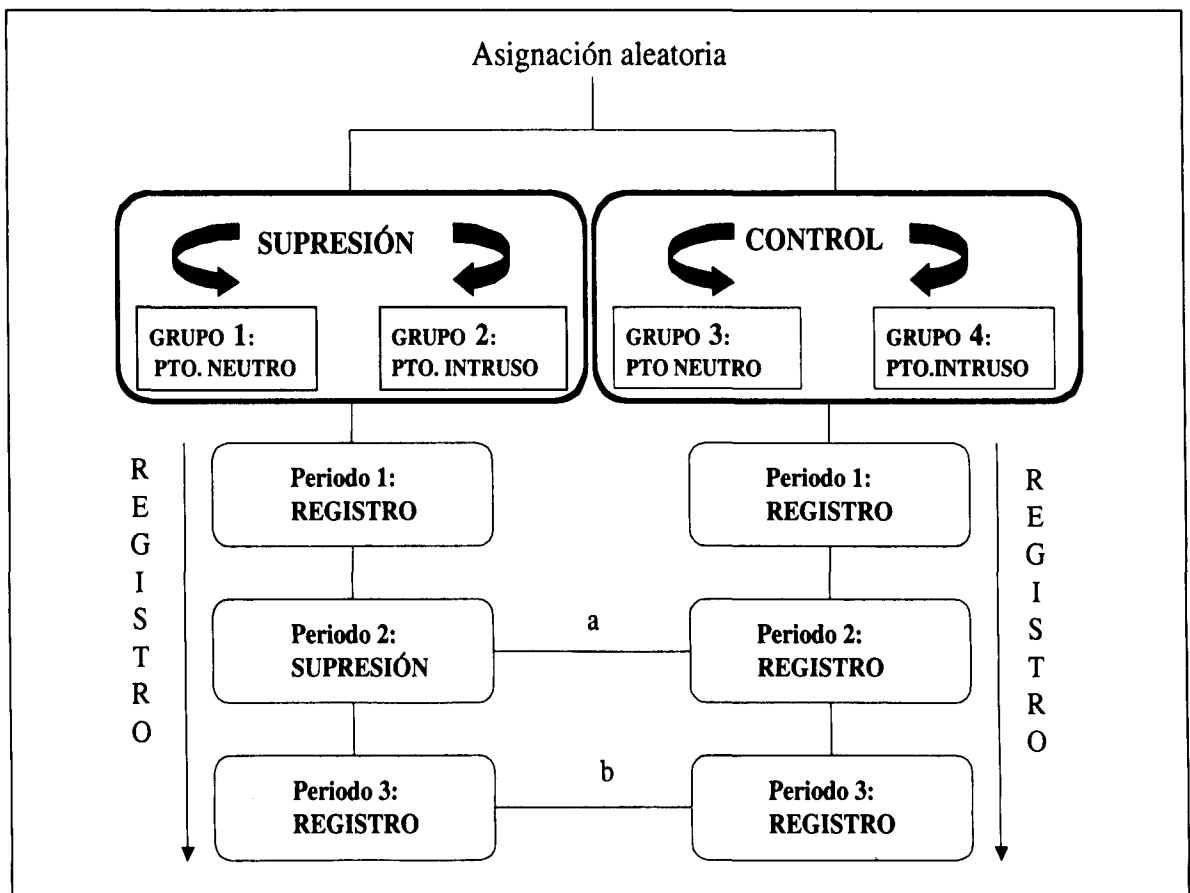 Asignación aleatoria
SUPRESIÓN
CONTROL
GRUPO 1:
PTO. NEUTRO
GRUPO 2:
PTO. INTRUSO
GRUPO 3:
PTO NEUTRO
GRUPO 4:
PTO.INTRUSO
REGISTRO
Periodo 1:
REGISTRO
Periodo 1:
REGISTRO
REGISTRO
Periodo 2:
SUPRESIÓN
a
Periodo 2:
REGISTRO
Periodo 3:
REGISTRO
b
Periodo 3:
REGISTRO